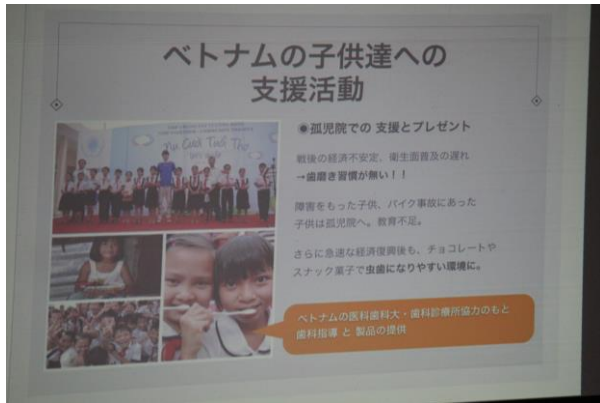 ベトナムの子供達への
支援活動
◉孤児院での 支援とプレゼント
戦後の経済不安定、衛生面普及の遅れ
→歯磨き習慣が無い！！
障害をもった子供、バイク事故にあった
子供は孤児院へ。教育不足。
さらに急速な経済復興後も、チョコレートや
スナック菓子で虫歯になりやすい環境に。
ベトナムの医科歯科大・歯科診療所協力のもと
歯科指導 と 製品の提供